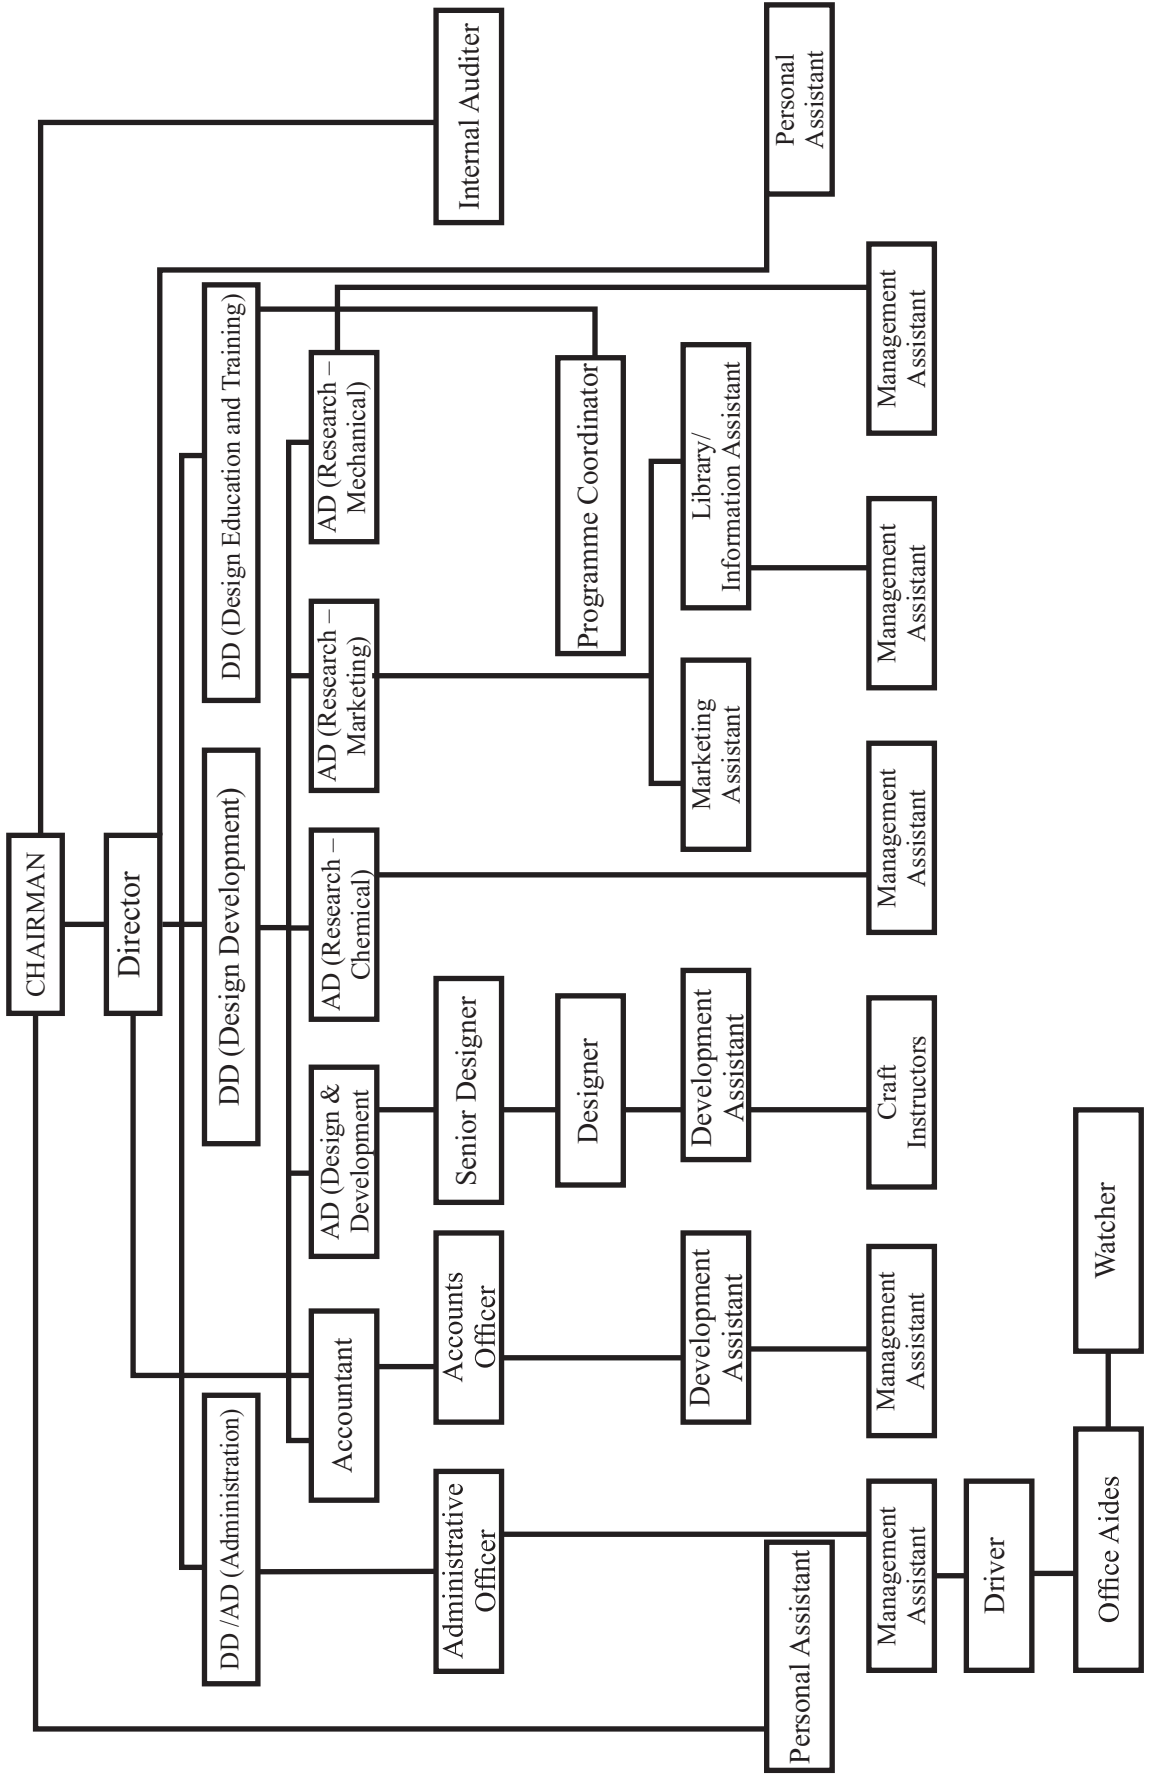 CHAIRMAN
Director
DD /AD (Administration)
DD (Design Development)
DD (Design Education and Training)
Accountant
AD (Design &
Development
AD (Research –
Chemical)
AD (Research –
Marketing)
AD (Research –
Mechanical)
Administrative
Officer
Accounts
Officer
Senior Designer
Internal Auditer
Designer
Programme Coordinator
Development
Assistant
Development
Assistant
Marketing
Assistant
Library/
Information Assistant
Personal Assistant
Personal
Assistant
Management
Assistant
Management
Assistant
Craft
Instructors
Management
Assistant
Management
Assistant
Management
Assistant
Driver
Office Aides
Watcher